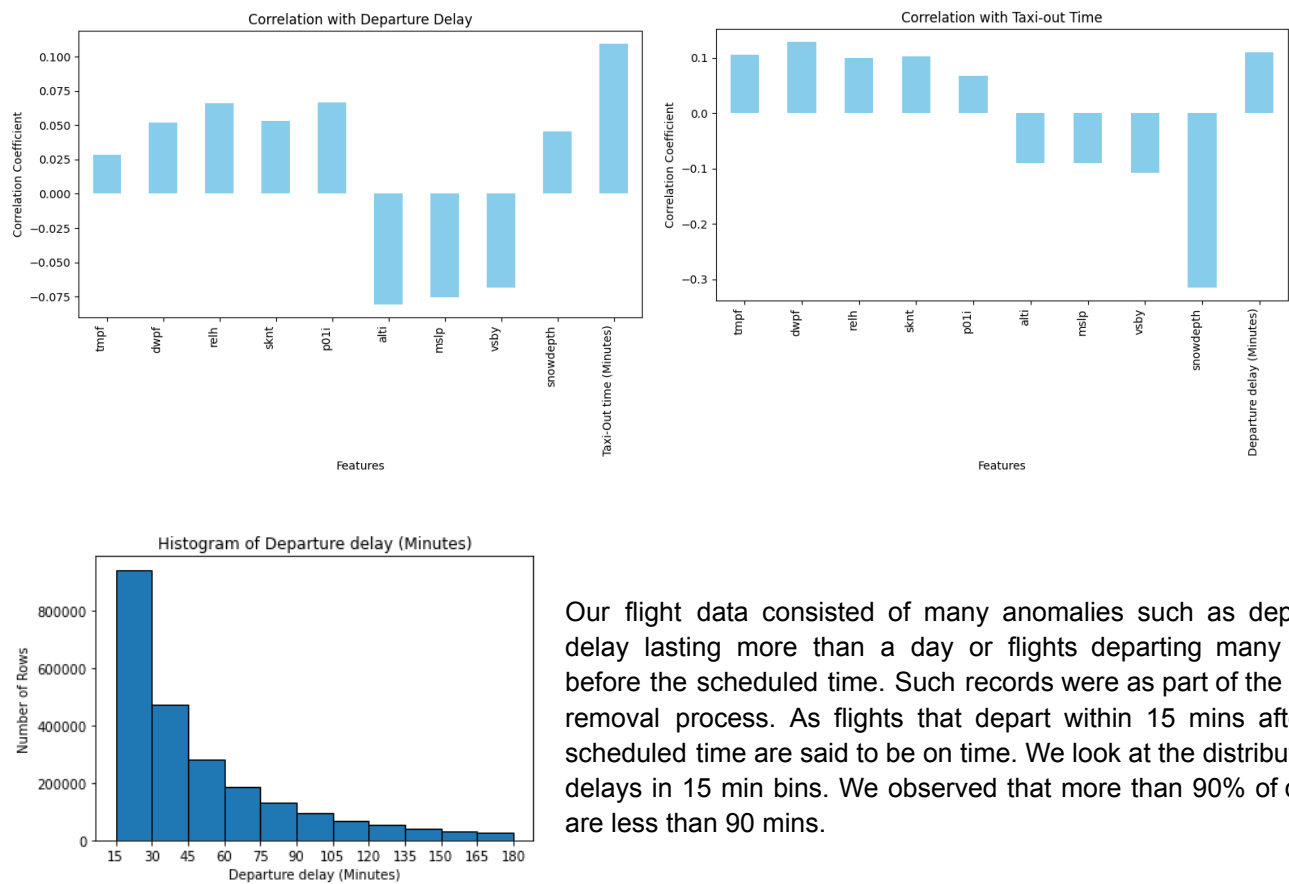 Correlation with Departure Delay
Correlation Coefficient
0.100
0.075
0.050
0.025
0.000
−0.025
−0.050
−0.075
tmpf
dwpf
relh
sknt
p01i
alti
mslp
vsby
snowdepth
Taxi-Out time (Minutes)
Features
Correlation with Taxi-out Time
Correlation Coefficient
0.1
0.0
−0.1
−0.2
−0.3
tmpf
dwpf
relh
sknt
p01i
alti
mslp
vsby
snowdepth
Departure delay (Minutes)
Features
Histogram of Departure delay (Minutes)
Number of Rows
800000
600000
400000
200000
0
15 30 45 60 75 90 105 120 135 150 165 180
Departure delay (Minutes)
Our flight data consisted of many anomalies such as dep
delay lasting more than a day or flights departing many
before the scheduled time. Such records were as part of the
removal process. As flights that depart within 15 mins aft
scheduled time are said to be on time. We look at the distribut
delays in 15 min bins. We observed that more than 90% of
are less than 90 mins.